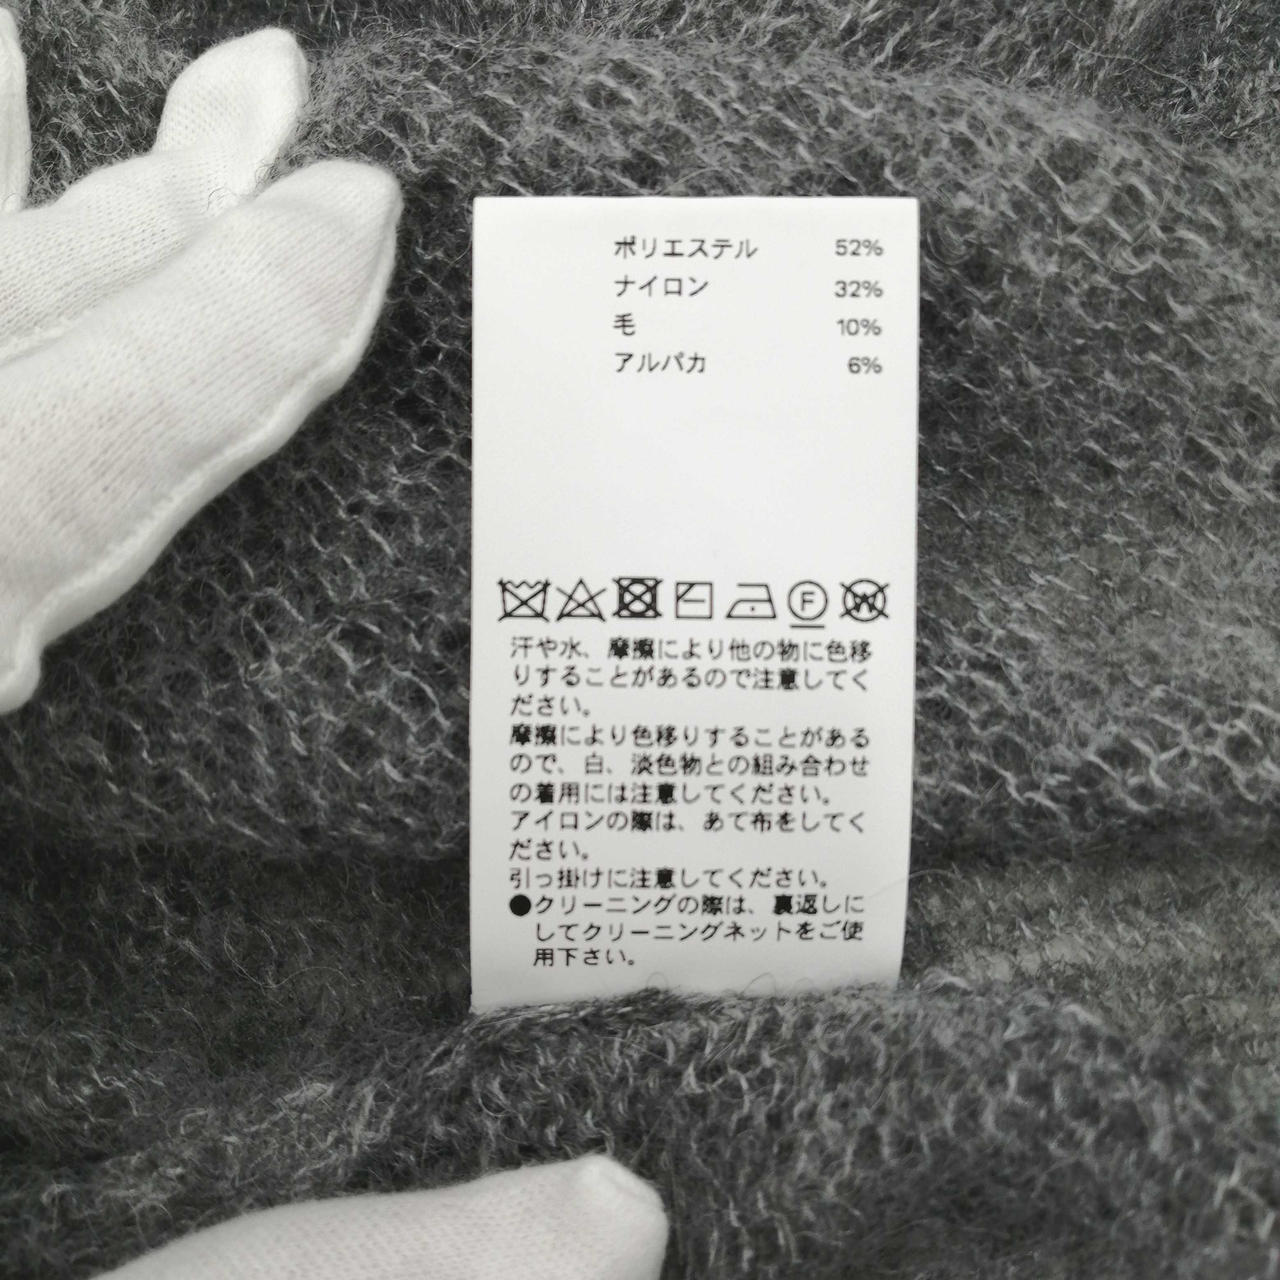 ポリエステル 52%
ナイロン 32%
毛 10%
アルパカ 6%
F W
汗や水、摩擦により他の物に色移
りすることがあるので注意してく
ださい。
摩擦により色移りすることがある
ので、白、淡色物との組み合わせ
の着用には注意してください。
アイロンの際は、あて布をしてく
ださい。
引っ掛けに注意してください。
●クリーニングの際は、裏返しに
してクリーニングネットをご使
用下さい。